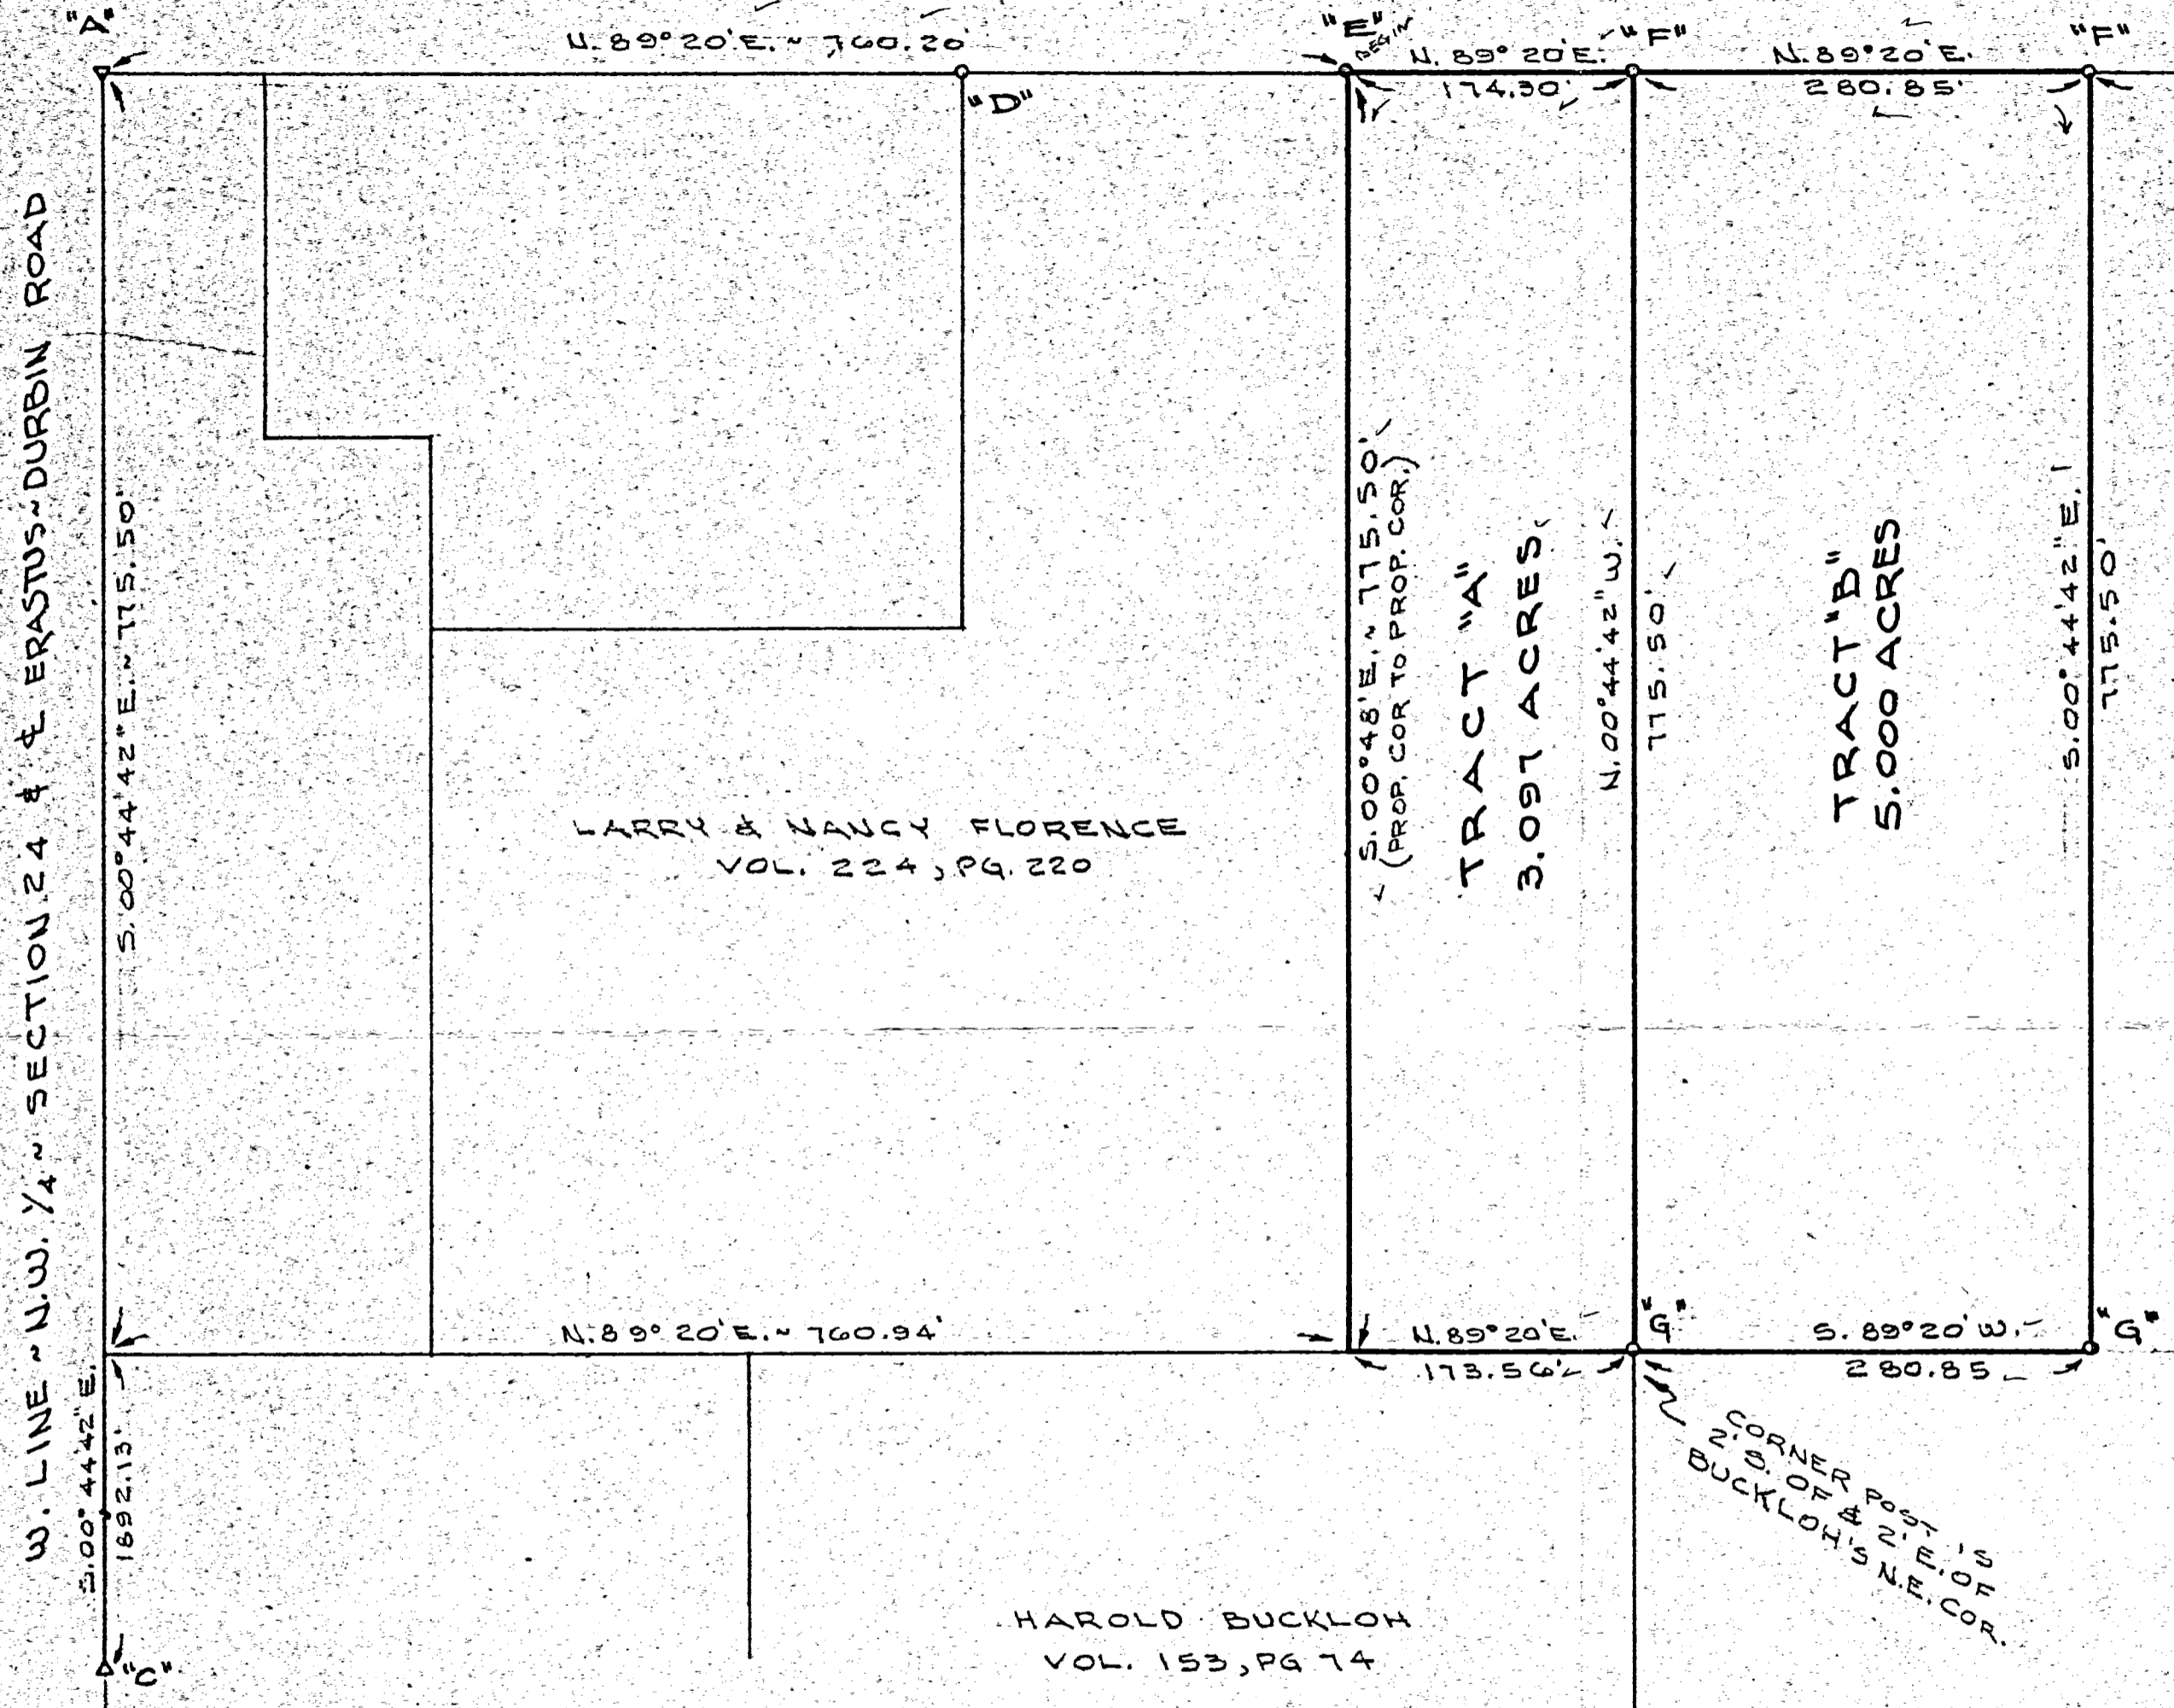 "A"
N. 89° 20' E. ~ 760.20'
"D"
"E"
BEGIN
N. 89° 20' E.
174.30'
"F"
N. 89° 20' E.
280.85'
"F"
W. LINE ~ N.W. 1/4 ~ SECTION 24 & ℄ ERASTUS~DURBIN ROAD
S. 00° 44' 42" E. ~ 775.50'
LARRY & NANCY FLORENCE
VOL. 224, PG. 220
S. 00° 48' E. ~ 775.50'
(PROP. COR TO PROP. COR.)
TRACT "A"
3.097 ACRES
N. 00° 44' 42" W.
775.50'
TRACT "B"
5.000 ACRES
S. 00° 44' 42" E.
775.50'
N. 89° 20' E. ~ 760.94'
N. 89° 20' E.
173.56'
"G"
S. 89° 20' W.
280.85
"G"
S. 00° 44' 42" E.
1892.13'
"C"
CORNER POST IS
2' S. OF & 2' E. OF
BUCKLOH'S N.E. COR.
HAROLD BUCKLOH
VOL. 153, PG 74